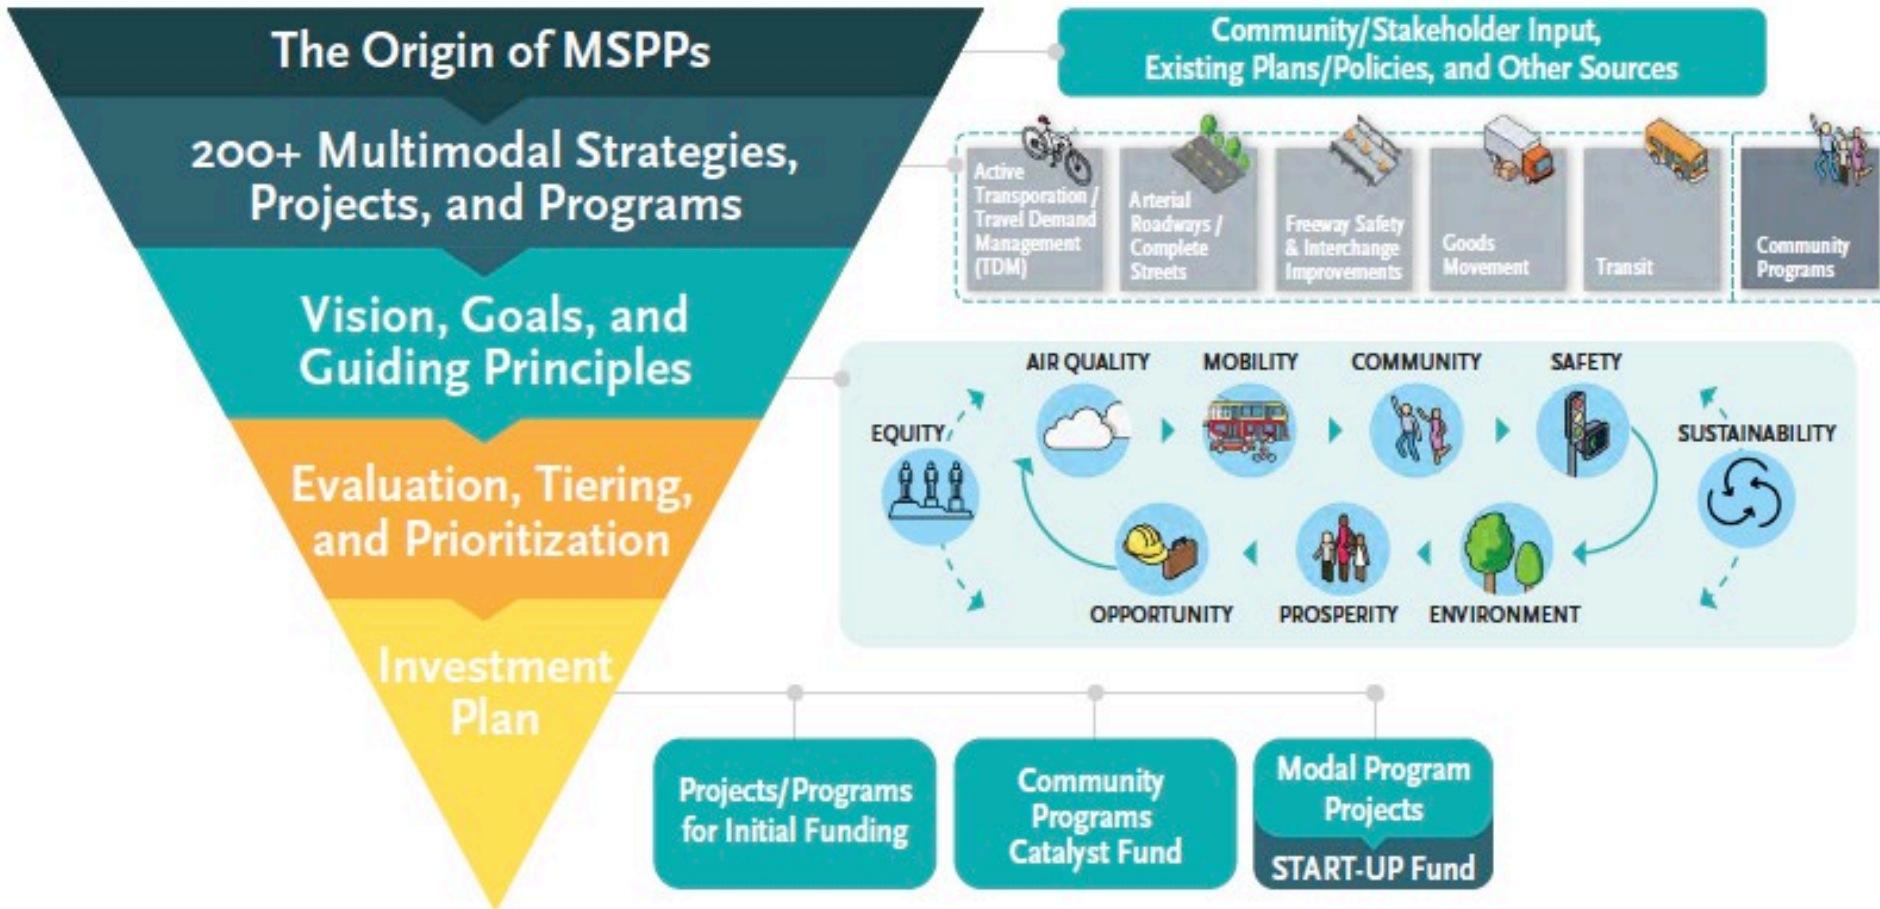 The Origin of MSPPs
Community/Stakeholder Input,
Existing Plans/Policies, and Other Sources
200+ Multimodal Strategies,
Projects, and Programs
Active
Transporation /
Travel Demand
Management
(TDM)
Arterial
Roadways /
Complete
Streets
Freeway Safety
& Interchange
Improvements
Goods
Movement
Transit
Community
Programs
Vision, Goals, and
Guiding Principles
EQUITY
AIR QUALITY
MOBILITY
COMMUNITY
SAFETY
SUSTAINABILITY
OPPORTUNITY
PROSPERITY
ENVIRONMENT
Evaluation, Tiering,
and Prioritization
Investment
Plan
Projects/Programs
for Initial Funding
Community
Programs
Catalyst Fund
Modal Program
Projects
START-UP Fund